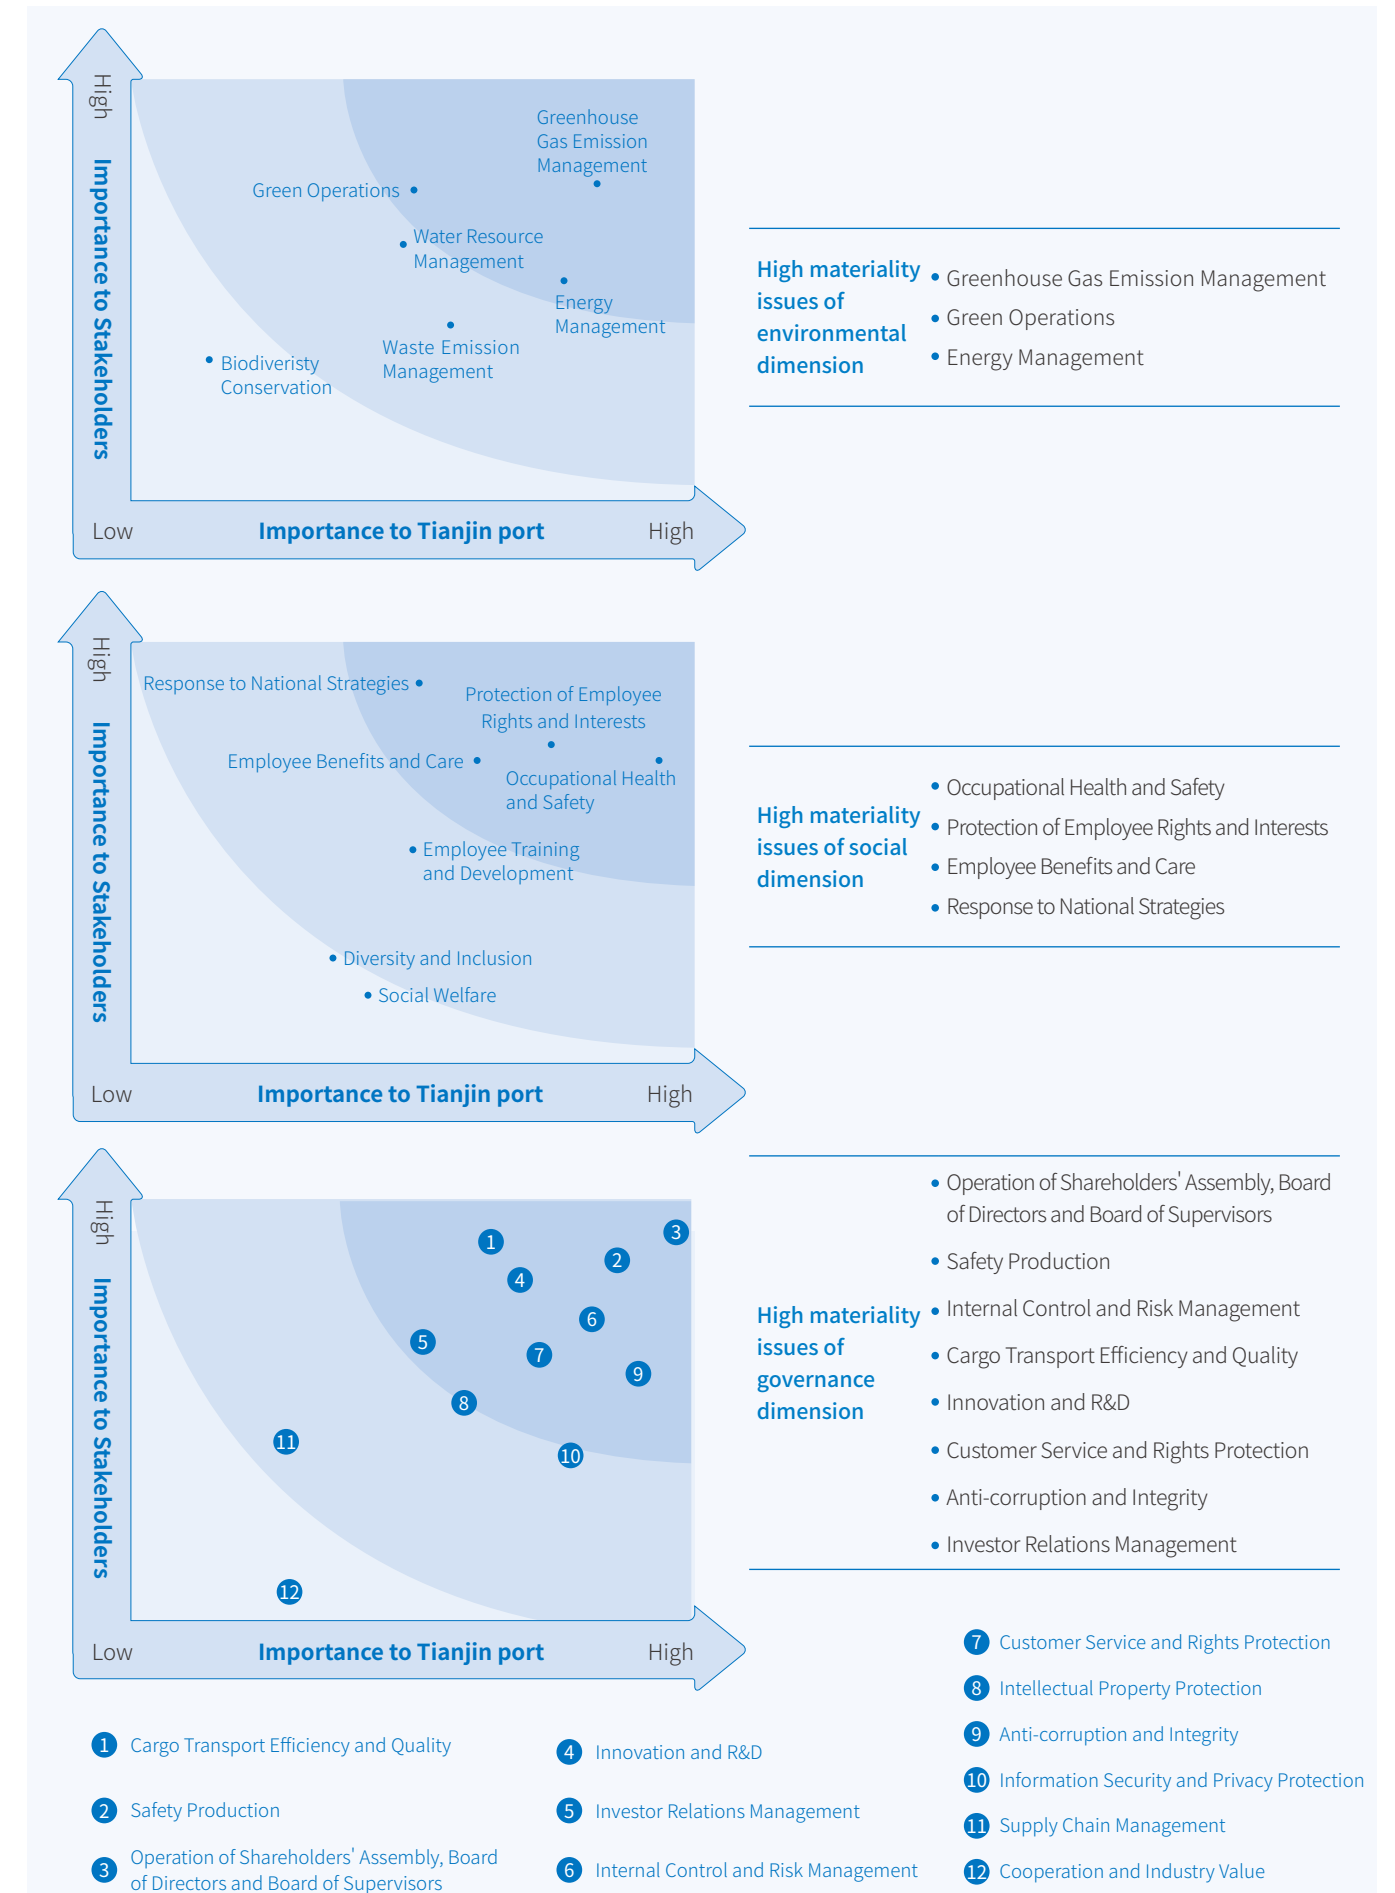 High
Importance to Stakeholders
Greenhouse
Gas Emission
Management
Green Operations
Water Resource
Management
Energy
Management
Waste Emission
Management
Biodiveristy
Conservation
Low
Importance to Tianjin port
High
High materiality
issues of
environmental
dimension
Greenhouse Gas Emission Management
Green Operations
Energy Management
High
Importance to Stakeholders
Response to National Strategies
Protection of Employee
Rights and Interests
Employee Benefits and Care
Occupational Health
and Safety
Employee Training
and Development
Diversity and Inclusion
Social Welfare
Low
Importance to Tianjin port
High
High materiality
issues of social
dimension
Occupational Health and Safety
Protection of Employee Rights and Interests
Employee Benefits and Care
Response to National Strategies
High
Importance to Stakeholders
1
2
3
4
5
6
7
8
9
10
11
12
Low
Importance to Tianjin port
High
High materiality
issues of
governance
dimension
Operation of Shareholders' Assembly, Board
of Directors and Board of Supervisors
Safety Production
Internal Control and Risk Management
Cargo Transport Efficiency and Quality
Innovation and R&D
Customer Service and Rights Protection
Anti-corruption and Integrity
Investor Relations Management
1 Cargo Transport Efficiency and Quality
2 Safety Production
3 Operation of Shareholders' Assembly, Board
of Directors and Board of Supervisors
4 Innovation and R&D
5 Investor Relations Management
6 Internal Control and Risk Management
7 Customer Service and Rights Protection
8 Intellectual Property Protection
9 Anti-corruption and Integrity
10 Information Security and Privacy Protection
11 Supply Chain Management
12 Cooperation and Industry Value